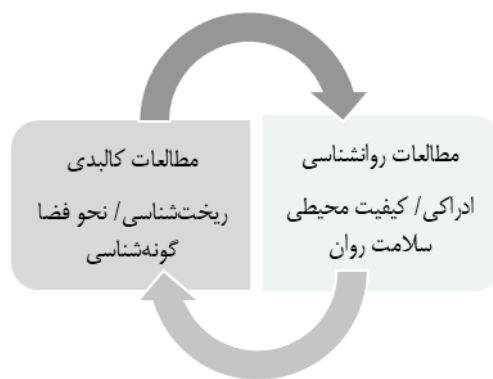 مطالعات روانشناسی
ادراکی/ کیفیت محیطی
سلامت روان
مطالعات کالبدی
ریخت‌شناسی/ نحو فضا
گونه‌شناسی